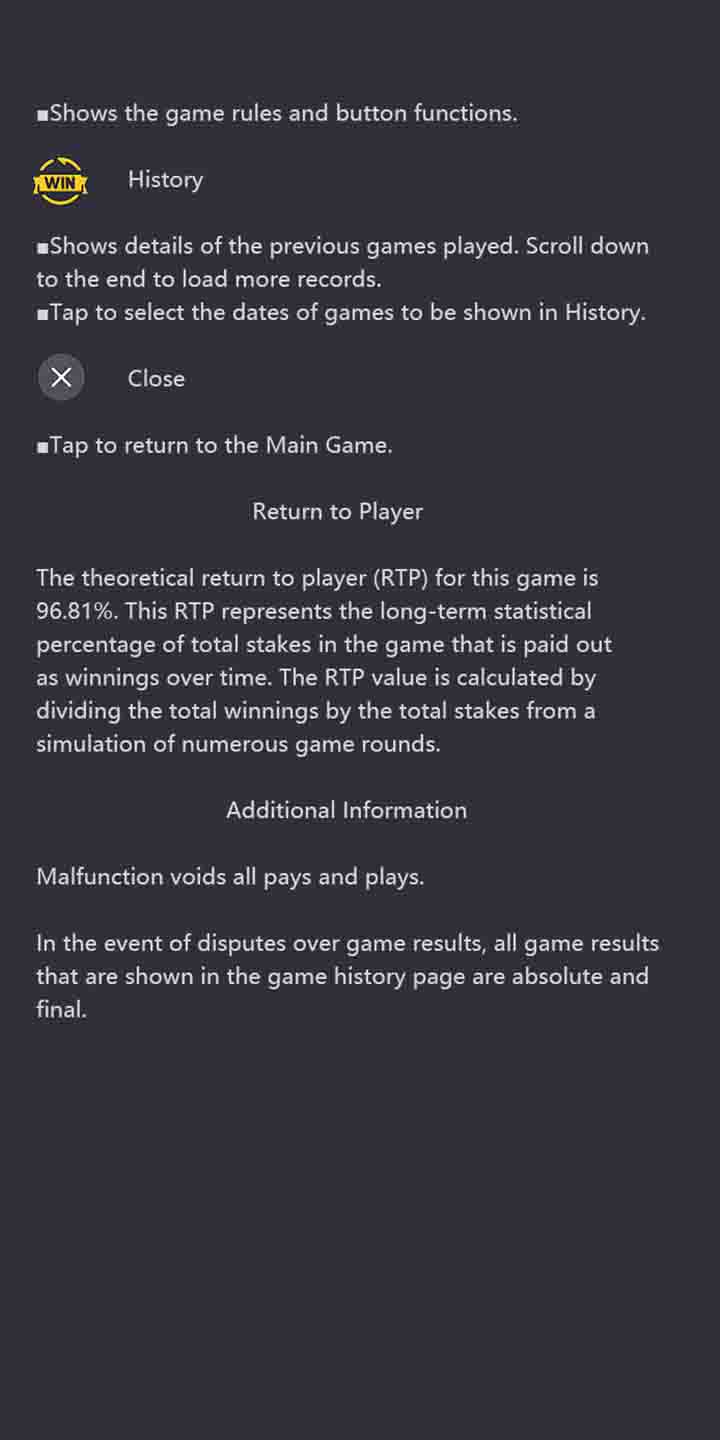 ■Shows the game rules and button functions.
WIN History
■Shows details of the previous games played. Scroll down
to the end to load more records.
■Tap to select the dates of games to be shown in History.
Close
■Tap to return to the Main Game.
Return to Player
The theoretical return to player (RTP) for this game is
96.81%. This RTP represents the long-term statistical
percentage of total stakes in the game that is paid out
as winnings over time. The RTP value is calculated by
dividing the total winnings by the total stakes from a
simulation of numerous game rounds.
Additional Information
Malfunction voids all pays and plays.
In the event of disputes over game results, all game results
that are shown in the game history page are absolute and
final.